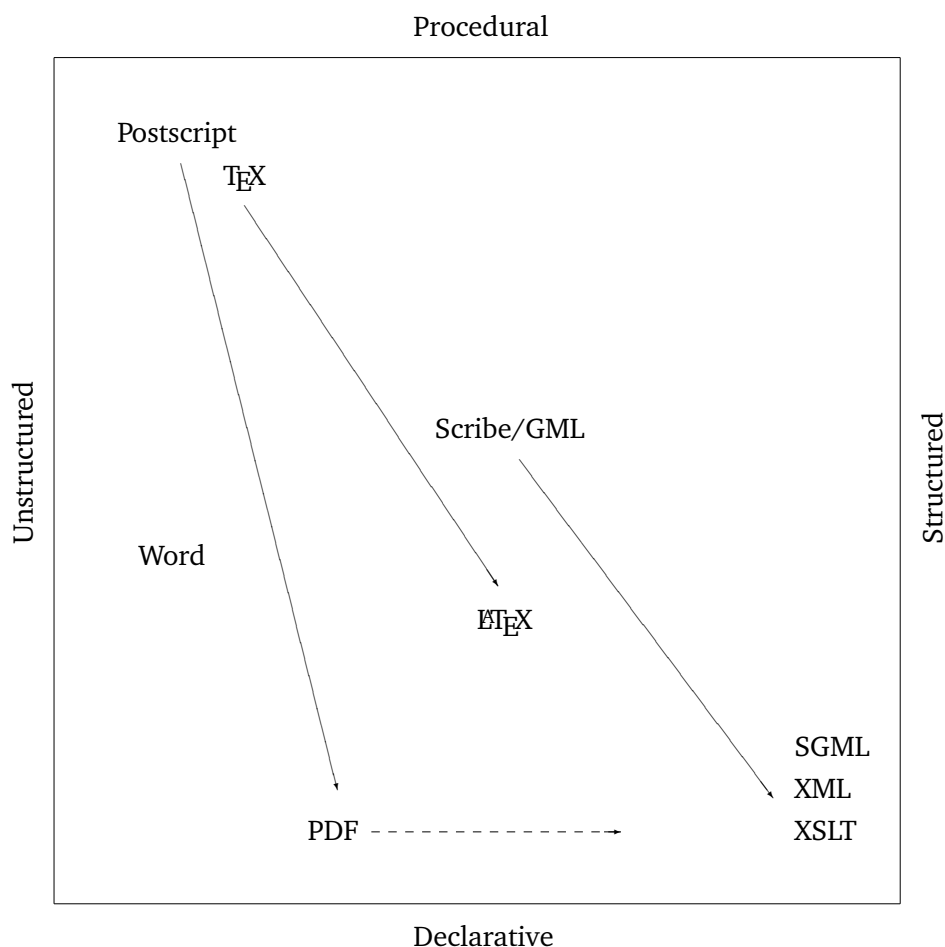 Procedural
Postscript
TEX
Scribe/GML
Unstructured
Structured
Word
LATEX
SGML
XML
PDF
XSLT
Declarative